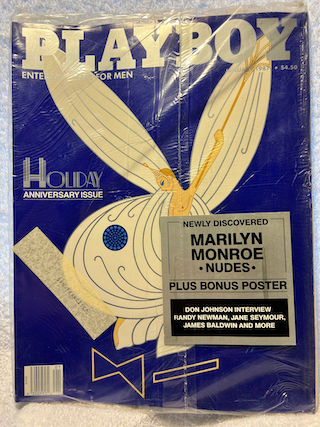 PLAYBOY
ENTERTAINMENT FOR MEN
• $4.50
HOLIDAY
ANNIVERSARY ISSUE
NEWLY DISCOVERED
MARILYN
MONROE
•NUDES•
PLUS BONUS POSTER
DON JOHNSON INTERVIEW
RANDY NEWMAN, JANE SEYMOUR,
JAMES BALDWIN AND MORE